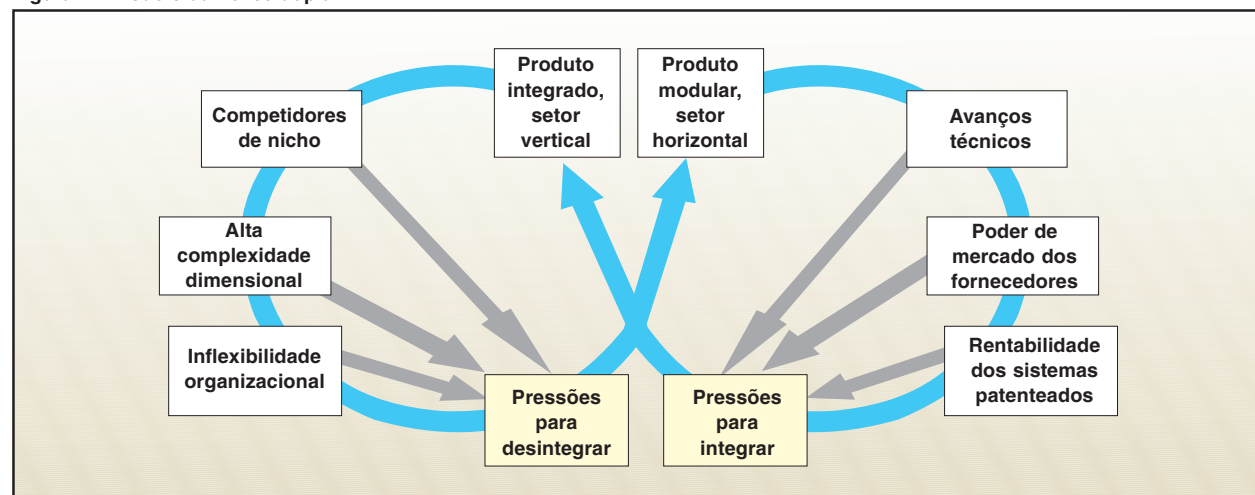 Produto
integrado,
setor
vertical
Produto
modular,
setor
horizontal
Competidores
de nicho
Avanços
técnicos
Alta
complexidade
dimensional
Poder de
mercado dos
fornecedores
Inflexibilidade
organizacional
Rentabilidade
dos sistemas
patenteados
Pressões
para
desintegrar
Pressões
para
integrar